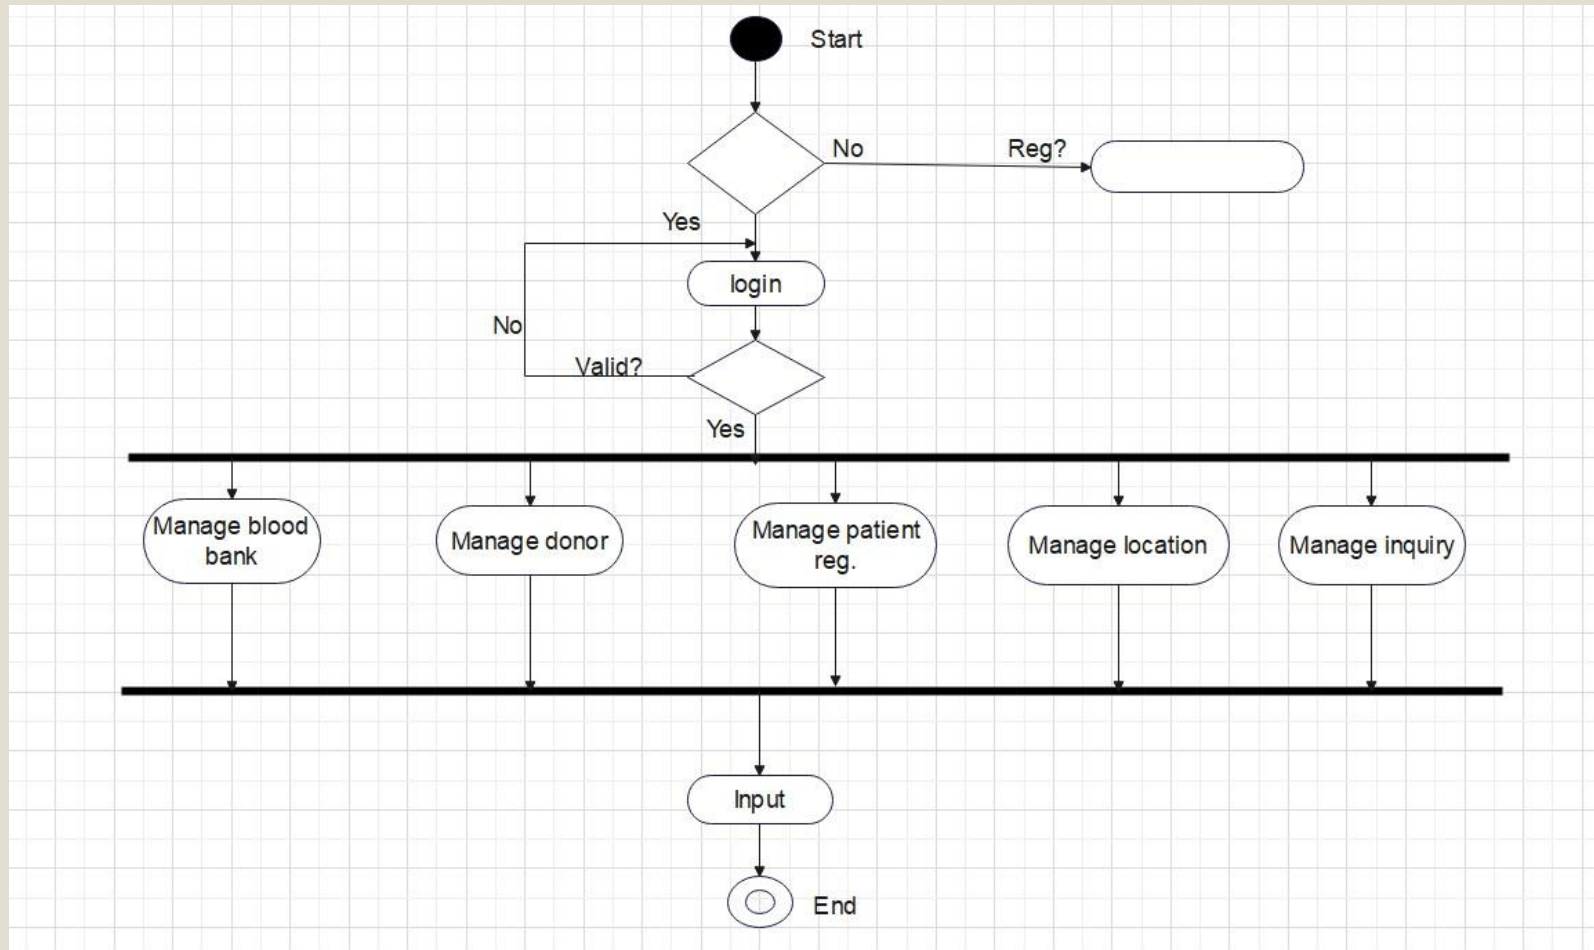 Start
No
Reg?
Yes
login
No
Valid?
Yes
Manage blood
bank
Manage donor
Manage patient
reg.
Manage location
Manage inquiry
Input
End